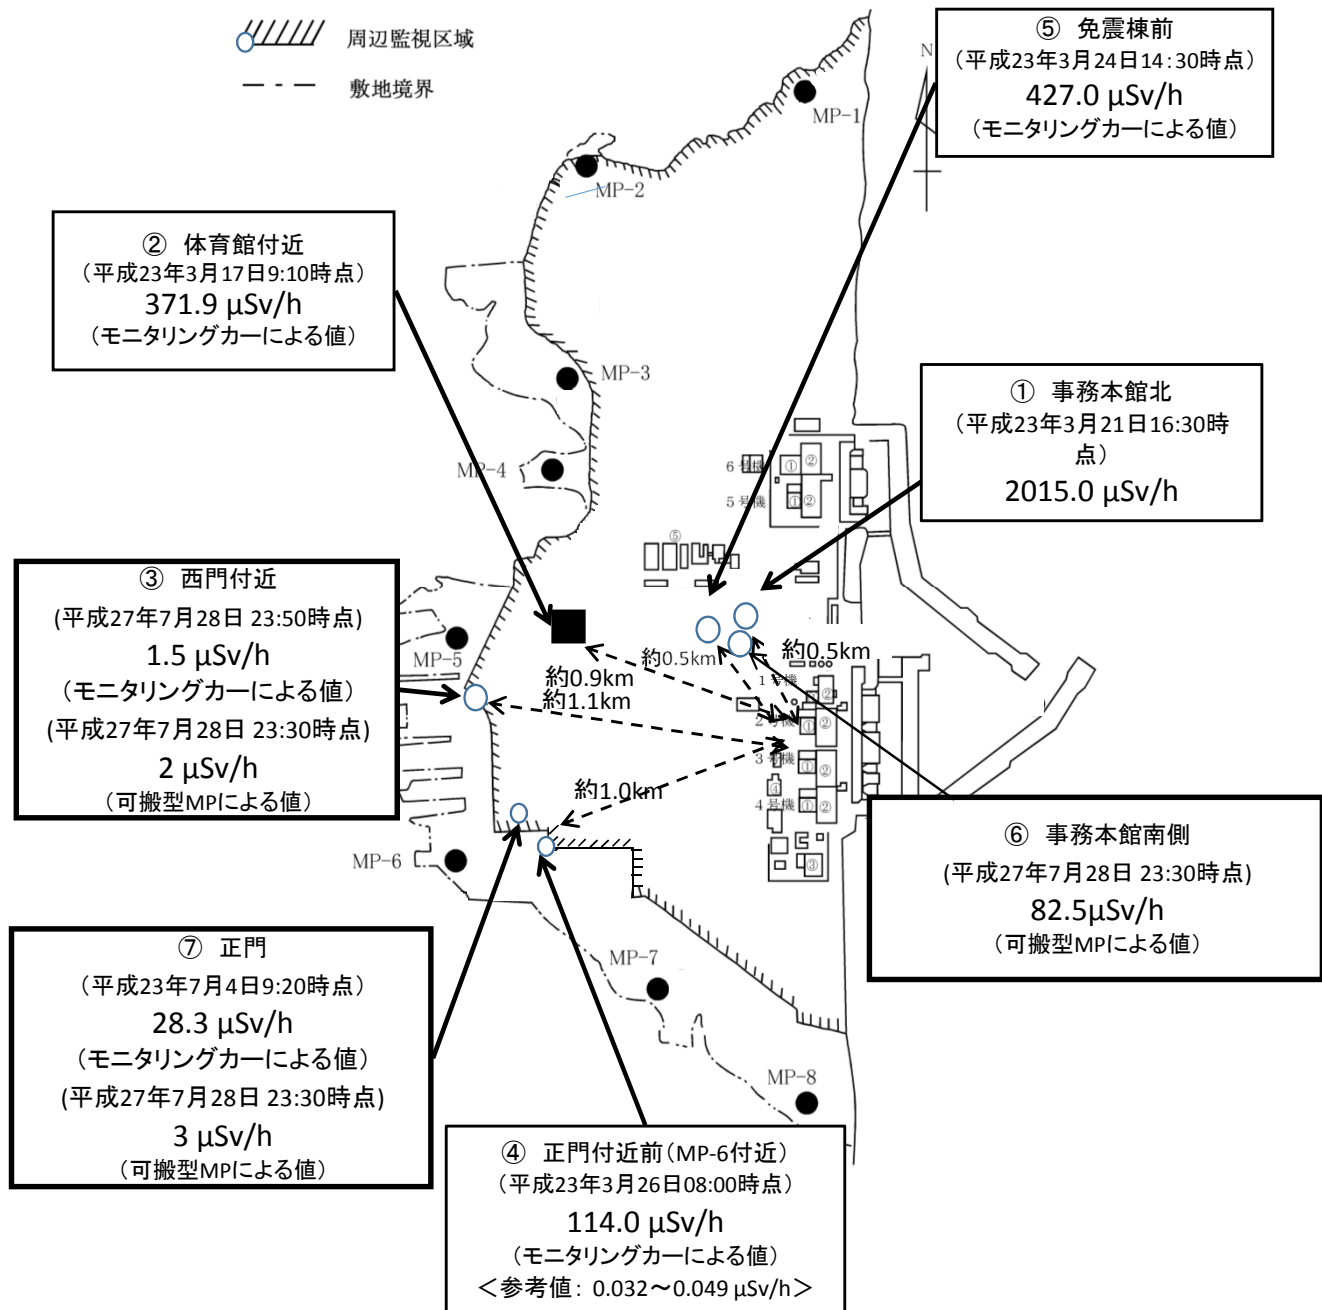 周辺監視区域
敷地境界
⑤ 免震棟前
(平成23年3月24日14:30時点)
427.0 μSv/h
(モニタリングカーによる値)
N
MP-1
MP-2
② 体育館付近
(平成23年3月17日9:10時点)
371.9 μSv/h
(モニタリングカーによる値)
MP-3
① 事務本館北
(平成23年3月21日16:30時
点)
2015.0 μSv/h
MP-4
6号機
① ②
5号機
① ②
⑤
③ 西門付近
(平成27年7月28日 23:50時点)
1.5 μSv/h
(モニタリングカーによる値)
(平成27年7月28日 23:30時点)
2 μSv/h
(可搬型MPによる値)
MP-5
約0.5km
約0.5km
約0.9km
約1.1km
1号機
②
2号機
① ②
3号機
① ②
④
約1.0km
4号機
① ②
③
MP-6
⑥ 事務本館南側
(平成27年7月28日 23:30時点)
82.5μSv/h
(可搬型MPによる値)
⑦ 正門
(平成23年7月4日9:20時点)
28.3 μSv/h
(モニタリングカーによる値)
(平成27年7月28日 23:30時点)
3 μSv/h
(可搬型MPによる値)
MP-7
MP-8
④ 正門付近前(MP-6付近)
(平成23年3月26日08:00時点)
114.0 μSv/h
(モニタリングカーによる値)
<参考値: 0.032~0.049 μSv/h>